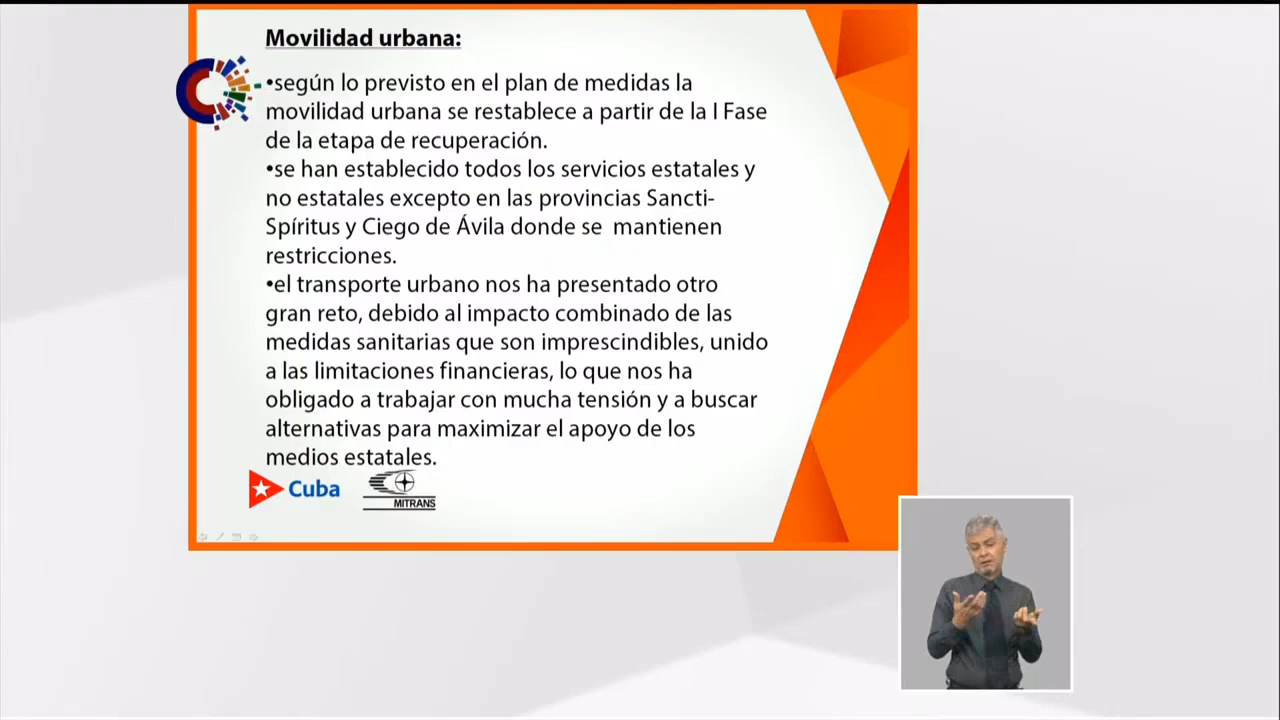 Movilidad urbana:
•según lo previsto en el plan de medidas la
movilidad urbana se restablece a partir de la I Fase
de la etapa de recuperación.
•se han establecido todos los servicios estatales y
no estatales excepto en las provincias Sancti-
Spíritus y Ciego de Ávila donde se  mantienen
restricciones.
•el transporte urbano nos ha presentado otro
gran reto, debido al impacto combinado de las
medidas sanitarias que son imprescindibles, unido
a las limitaciones financieras, lo que nos ha
obligado a trabajar con mucha tensión y a buscar
alternativas para maximizar el apoyo de los
medios estatales.
Cuba
MITRANS